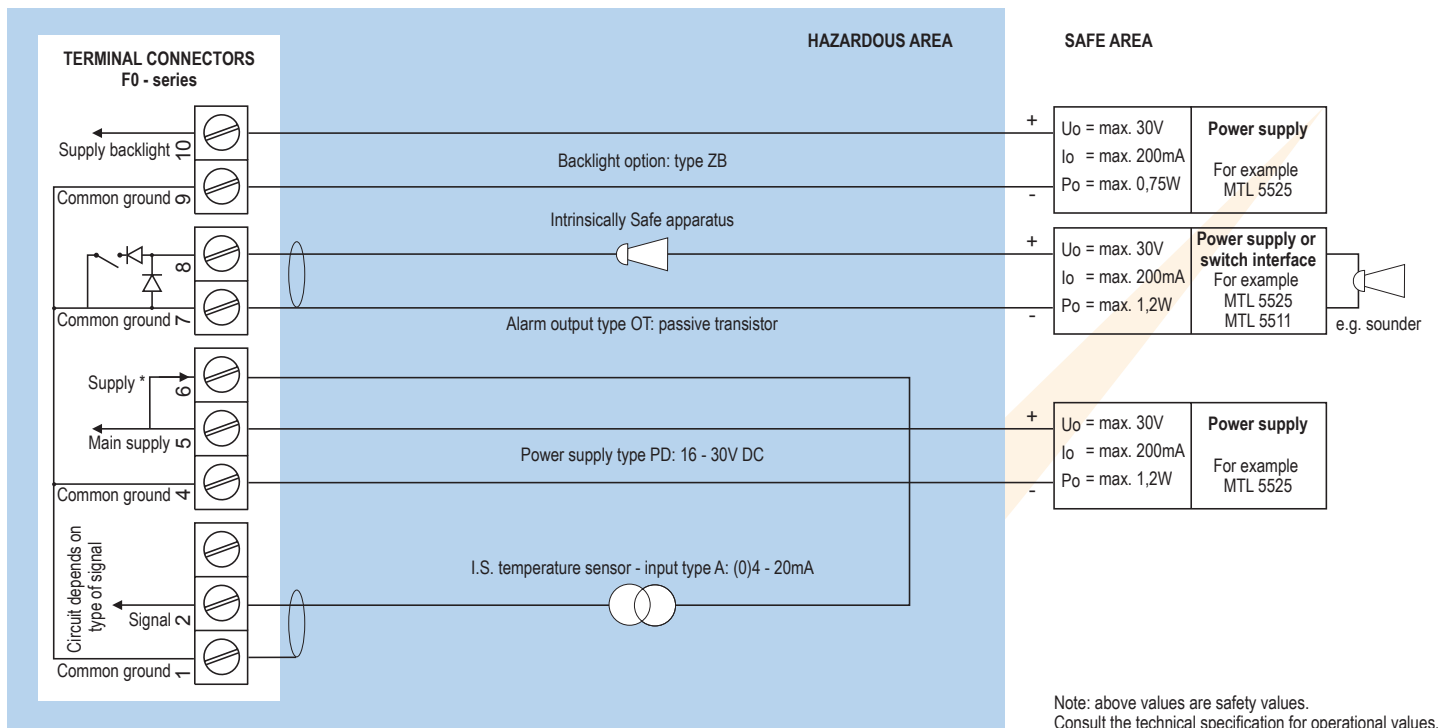 HAZARDOUS AREA
SAFE AREA
TERMINAL CONNECTORS
F0 - series
Supply backlight
10
Backlight option: type ZB
Common ground
9
+
-
Uo = max. 30V
Io = max. 200mA
Po = max. 0,75W
Power supply
For example
MTL 5525
Intrinsically Safe apparatus
8
Common ground
7
Alarm output type OT: passive transistor
+
-
Uo = max. 30V
Io = max. 200mA
Po = max. 1,2W
Power supply or
switch interface
For example
MTL 5525
MTL 5511
e.g. sounder
Supply *
6
Main supply
5
Power supply type PD: 16 - 30V DC
Common ground
4
+
-
Uo = max. 30V
Io = max. 200mA
Po = max. 1,2W
Power supply
For example
MTL 5525
Circuit depends on
type of signal
I.S. temperature sensor - input type A: (0)4 - 20mA
Signal
2
Common ground
1
Note: above values are safety values.
Consult the technical specification for operational values.